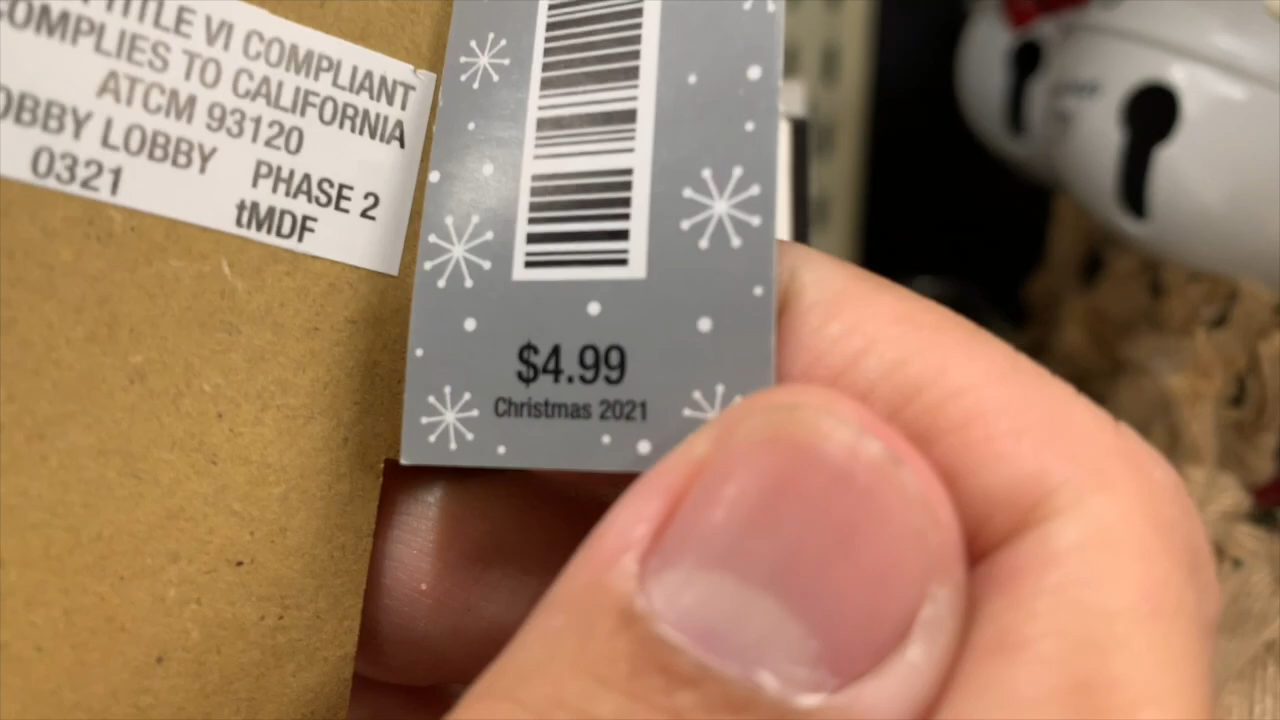 TITLE VI COMPLIANT
COMPLIES TO CALIFORNIA
ATCM 93120
OBBY LOBBY PHASE 2
0321 tMDF
$4.99
Christmas 2021